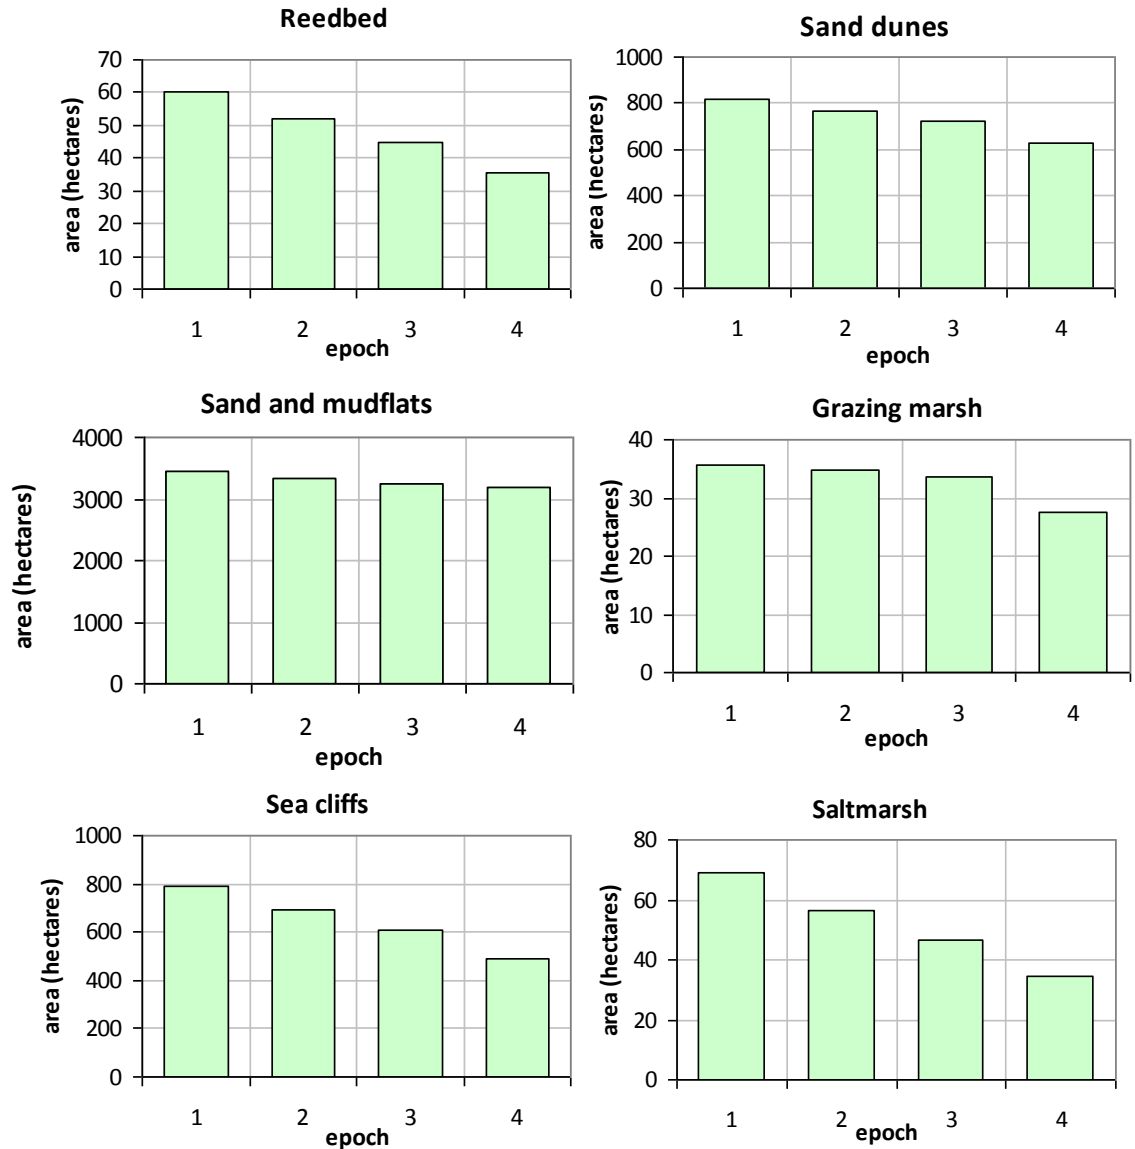 Reedbed
70
60
50
40
30
20
10
0
area (hectares)
1 2 3 4
epoch
Sand dunes
1000
800
600
400
200
0
area (hectares)
1 2 3 4
epoch
Sand and mudflats
4000
3000
2000
1000
0
area (hectares)
1 2 3 4
epoch
Grazing marsh
40
30
20
10
0
area (hectares)
1 2 3 4
epoch
Sea cliffs
1000
800
600
400
200
0
area (hectares)
1 2 3 4
epoch
Saltmarsh
80
60
40
20
0
area (hectares)
1 2 3 4
epoch